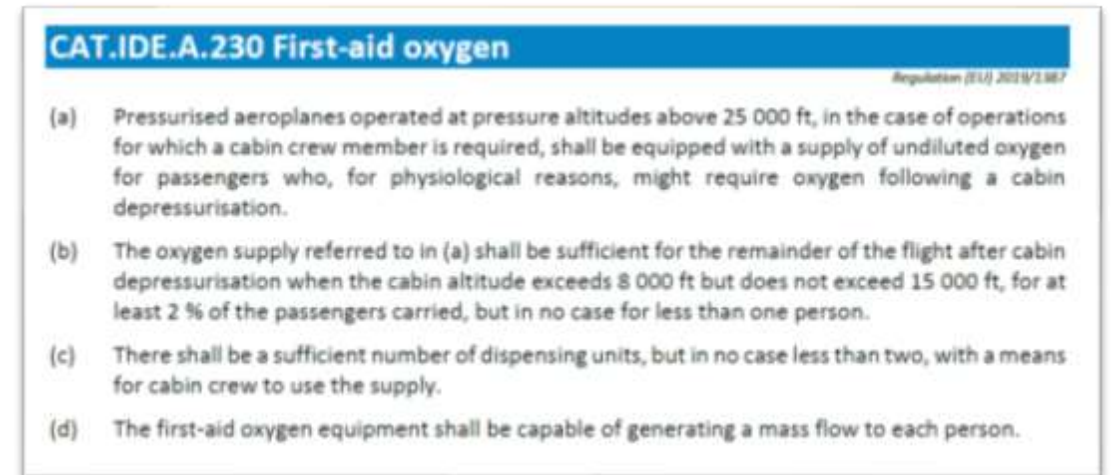 CAT.IDE.A.230 First-aid oxygen
Regulation (EU) 2019/1387
(a) Pressurised aeroplanes operated at pressure altitudes above 25 000 ft, in the case of operations
for which a cabin crew member is required, shall be equipped with a supply of undiluted oxygen
for passengers who, for physiological reasons, might require oxygen following a cabin
depressurisation.
(b) The oxygen supply referred to in (a) shall be sufficient for the remainder of the flight after cabin
depressurisation when the cabin altitude exceeds 8 000 ft but does not exceed 15 000 ft, for at
least 2 % of the passengers carried, but in no case for less than one person.
(c) There shall be a sufficient number of dispensing units, but in no case less than two, with a means
for cabin crew to use the supply.
(d) The first-aid oxygen equipment shall be capable of generating a mass flow to each person.